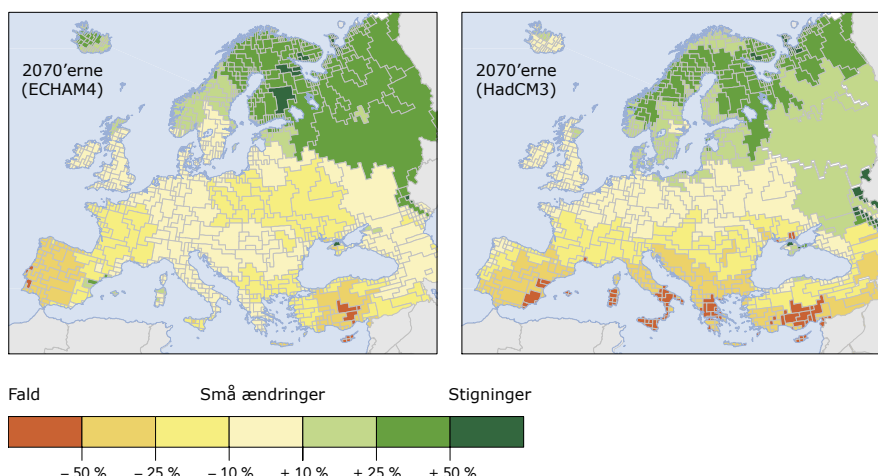 2070’erne
(ECHAM4)
2070’erne
(HadCM3)
Fald Små ændringer Stigninger
– 50 % – 25 % – 10 % + 10 % + 25 % + 50 %